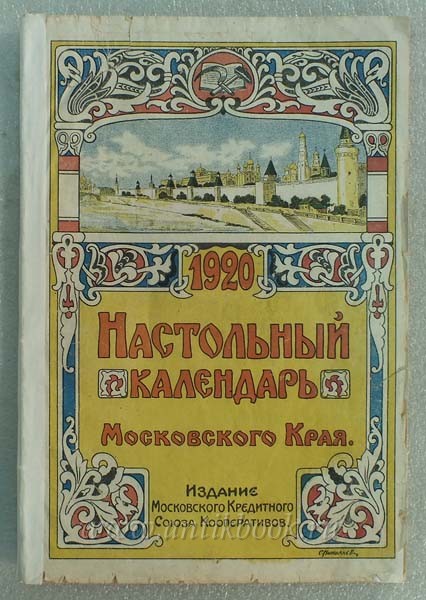 1920
НАСТОЛЬНЫЙ
КАЛЕНДАРЬ
МОСКОВСКОГО КРАЯ.
ИЗДАНИЕ
МОСКОВСКОГО КРЕДИТНОГО
СОЮЗА КООПЕРАТИВОВ.